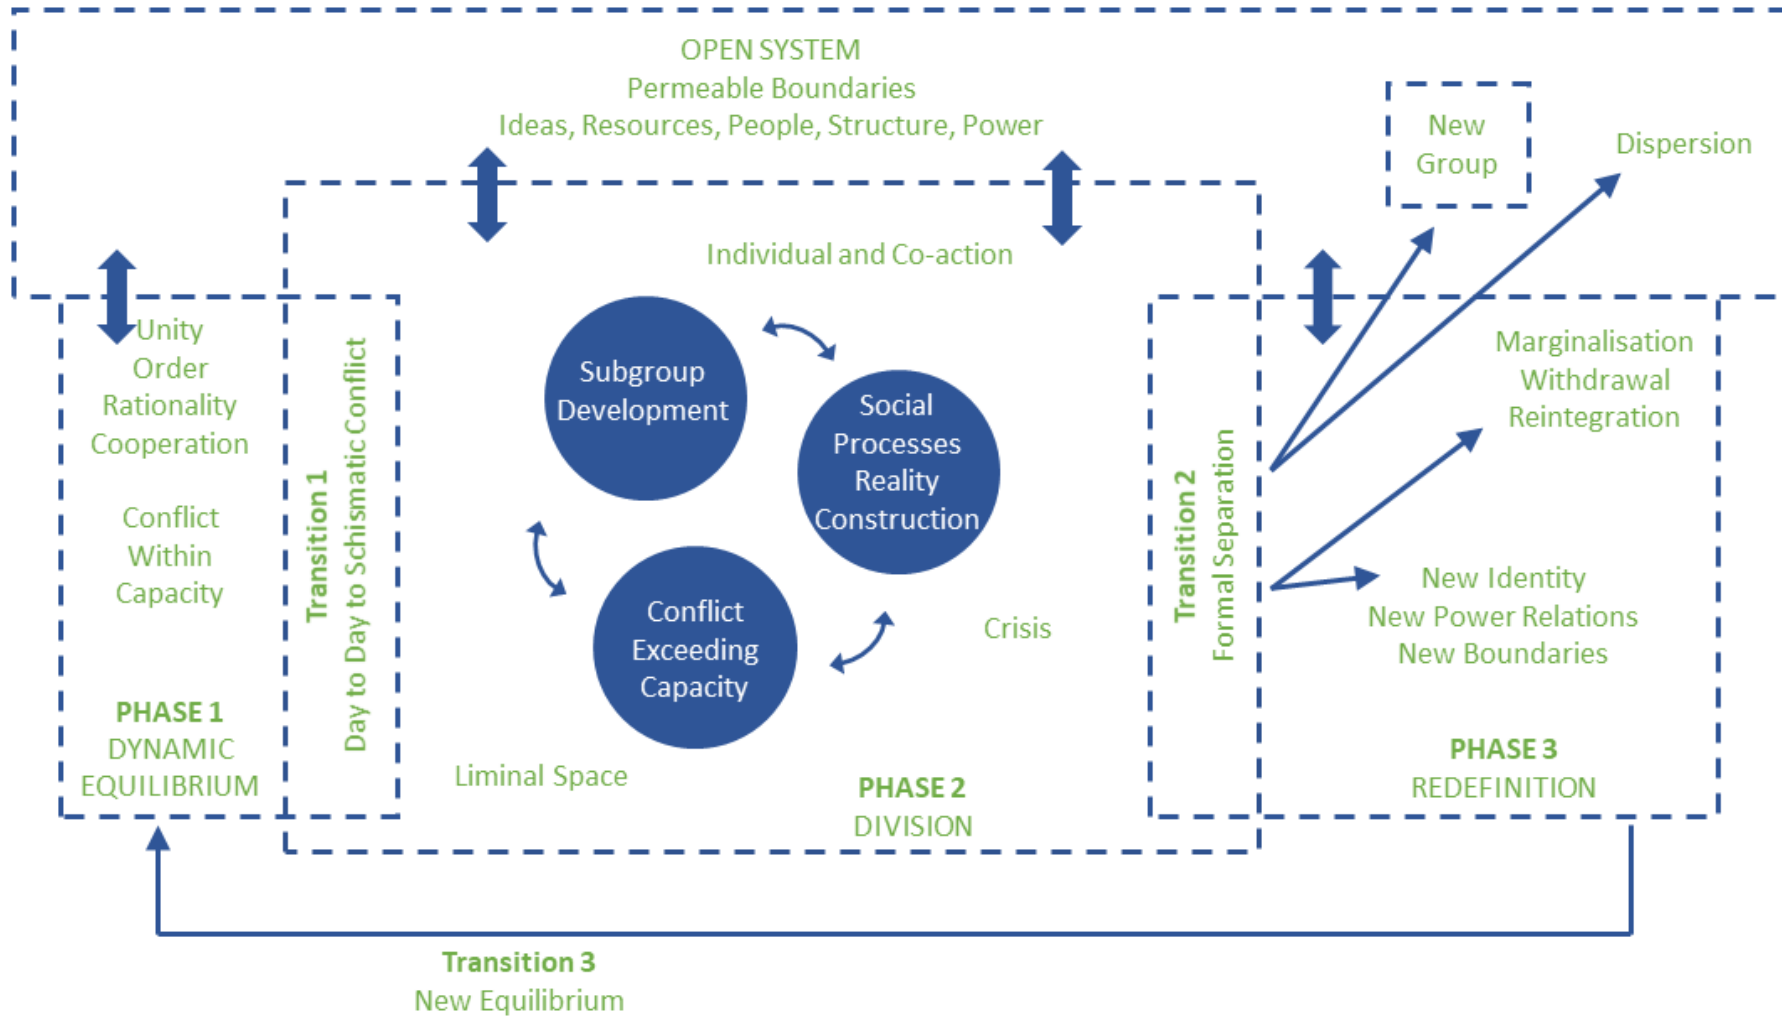 OPEN SYSTEM
Permeable Boundaries
Ideas, Resources, People, Structure, Power
New
Group
Dispersion
Unity
Order
Rationality
Cooperation
Conflict
Within
Capacity
PHASE 1
DYNAMIC
EQUILIBRIUM
Transition 1
Day to Day to Schismatic Conflict
Individual and Co-action
Subgroup
Development
Social
Processes
Reality
Construction
Conflict
Exceeding
Capacity
Crisis
Liminal Space
PHASE 2
DIVISION
Transition 2
Formal Separation
Marginalisation
Withdrawal
Reintegration
New Identity
New Power Relations
New Boundaries
PHASE 3
REDEFINITION
Transition 3
New Equilibrium